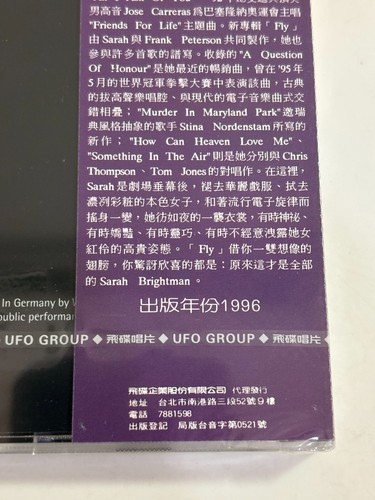 男高音Jose Carreras爲巴塞隆納奧運會主唱
"Friends For Life"主題曲。新專輯「Fly」
由Sarah與Frank Peterson共同製作，她也
參與許多首歌的譜寫。收錄的"A Question
Of Honour"是她最近的暢銷曲，曾在'95年
5月的世界冠軍拳擊大賽中表演該曲，古典
的拔高聲樂唱腔、與現代的電子音樂曲式交
錯相疊；"Murder In Maryland Park"邀瑞
典風格抽象的歌手Stina Nordenstam所寫的
新作；"How Can Heaven Love Me"、
"Something In The Air"則是她分別與Chris
Thompson、Tom Jones的對唱作。在這裡，
Sarah是劇場垂幕後，褪去華麗戲服、拭去
濃冽彩粧的本色女子，和著流行電子旋律而
搖身一變，她彷如夜的一襲衣裳，有時神祕、
有時嬌豔、有時靈巧、有時不經意洩露她女
紅伶的高貴姿態。「Fly」借你一雙想像的
翅膀，你驚訝欣喜的都是：原來這才是全部
的Sarah Brightman。
出版年份1996
In Germany by
public performa
UFO GROUP ◆ 飛碟唱片 ◆ UFO GROUP ◆ 飛碟唱片 ◆
飛碟企業股份有限公司 代理發行
地址 台北市南港路三段52號9樓
電話 7881598
出版登記 局版台音字第0521號